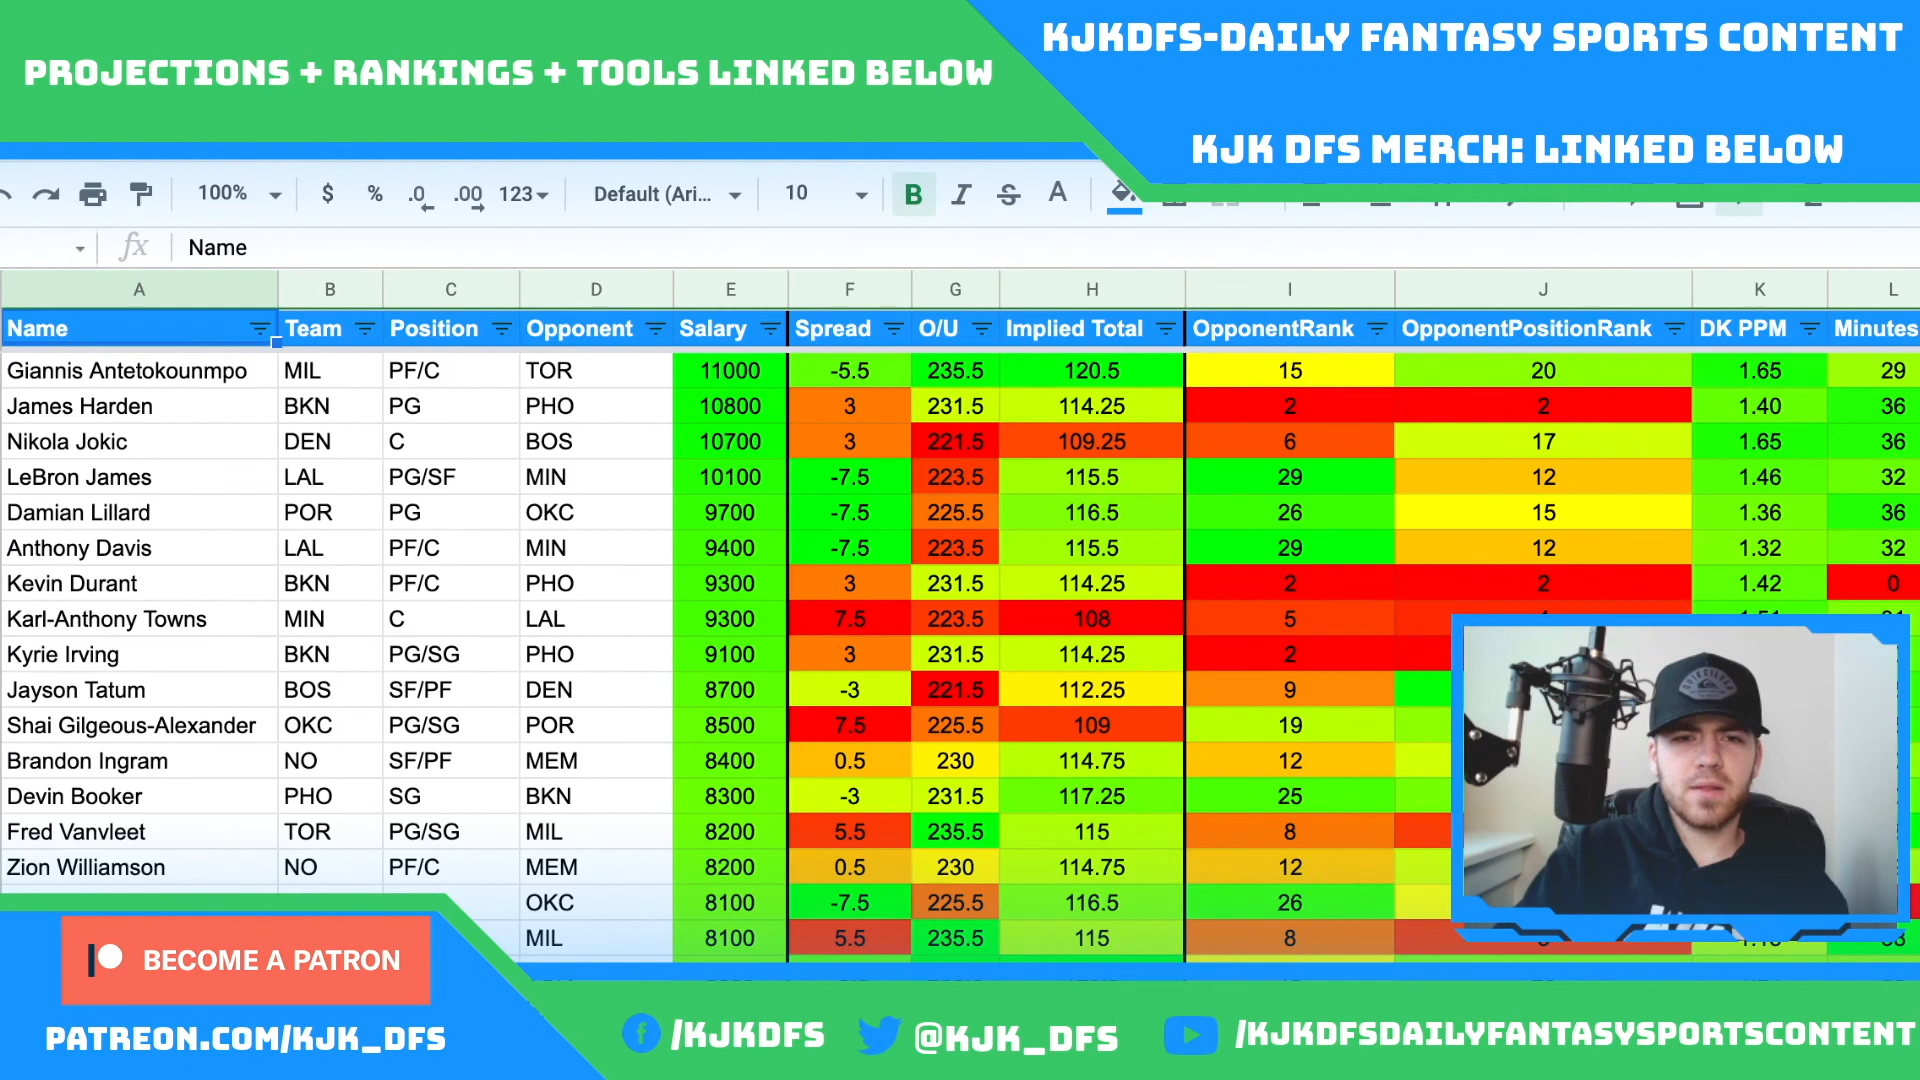 PROJECTIONS + RANKINGS + TOOLS LINKED BELOW
KJKDFS-DAILY FANTASY SPORTS CONTENT
KJK DFS MERCH: LINKED BELOW
100% $ % .0 .00 123 Default (Ari... 10 B I S A
fx Name
A B C D E F G H I J K L
Name Team Position Opponent Salary Spread O/U Implied Total OpponentRank OpponentPositionRank DK PPM Minutes
Giannis Antetokounmpo MIL PF/C TOR 11000 -5.5 235.5 120.5 15 20 1.65 29
James Harden BKN PG PHO 10800 3 231.5 114.25 2 2 1.40 36
Nikola Jokic DEN C BOS 10700 3 221.5 109.25 6 17 1.65 36
LeBron James LAL PG/SF MIN 10100 -7.5 223.5 115.5 29 12 1.46 32
Damian Lillard POR PG OKC 9700 -7.5 225.5 116.5 26 15 1.36 36
Anthony Davis LAL PF/C MIN 9400 -7.5 223.5 115.5 29 12 1.32 32
Kevin Durant BKN PF/C PHO 9300 3 231.5 114.25 2 2 1.42 0
Karl-Anthony Towns MIN C LAL 9300 7.5 223.5 108 5
Kyrie Irving BKN PG/SG PHO 9100 3 231.5 114.25 2
Jayson Tatum BOS SF/PF DEN 8700 -3 221.5 112.25 9
Shai Gilgeous-Alexander OKC PG/SG POR 8500 7.5 225.5 109 19
Brandon Ingram NO SF/PF MEM 8400 0.5 230 114.75 12
Devin Booker PHO SG BKN 8300 -3 231.5 117.25 25
Fred Vanvleet TOR PG/SG MIL 8200 5.5 235.5 115 8
Zion Williamson NO PF/C MEM 8200 0.5 230 114.75 12
OKC 8100 -7.5 225.5 116.5 26
MIL 8100 5.5 235.5 115 8
QUIKSILVER
BECOME A PATRON
PATREON.COM/KJK_DFS
/KJKDFS
@KJK_DFS
/KJKDFSDAILYFANTASYSPORTSCONTENT